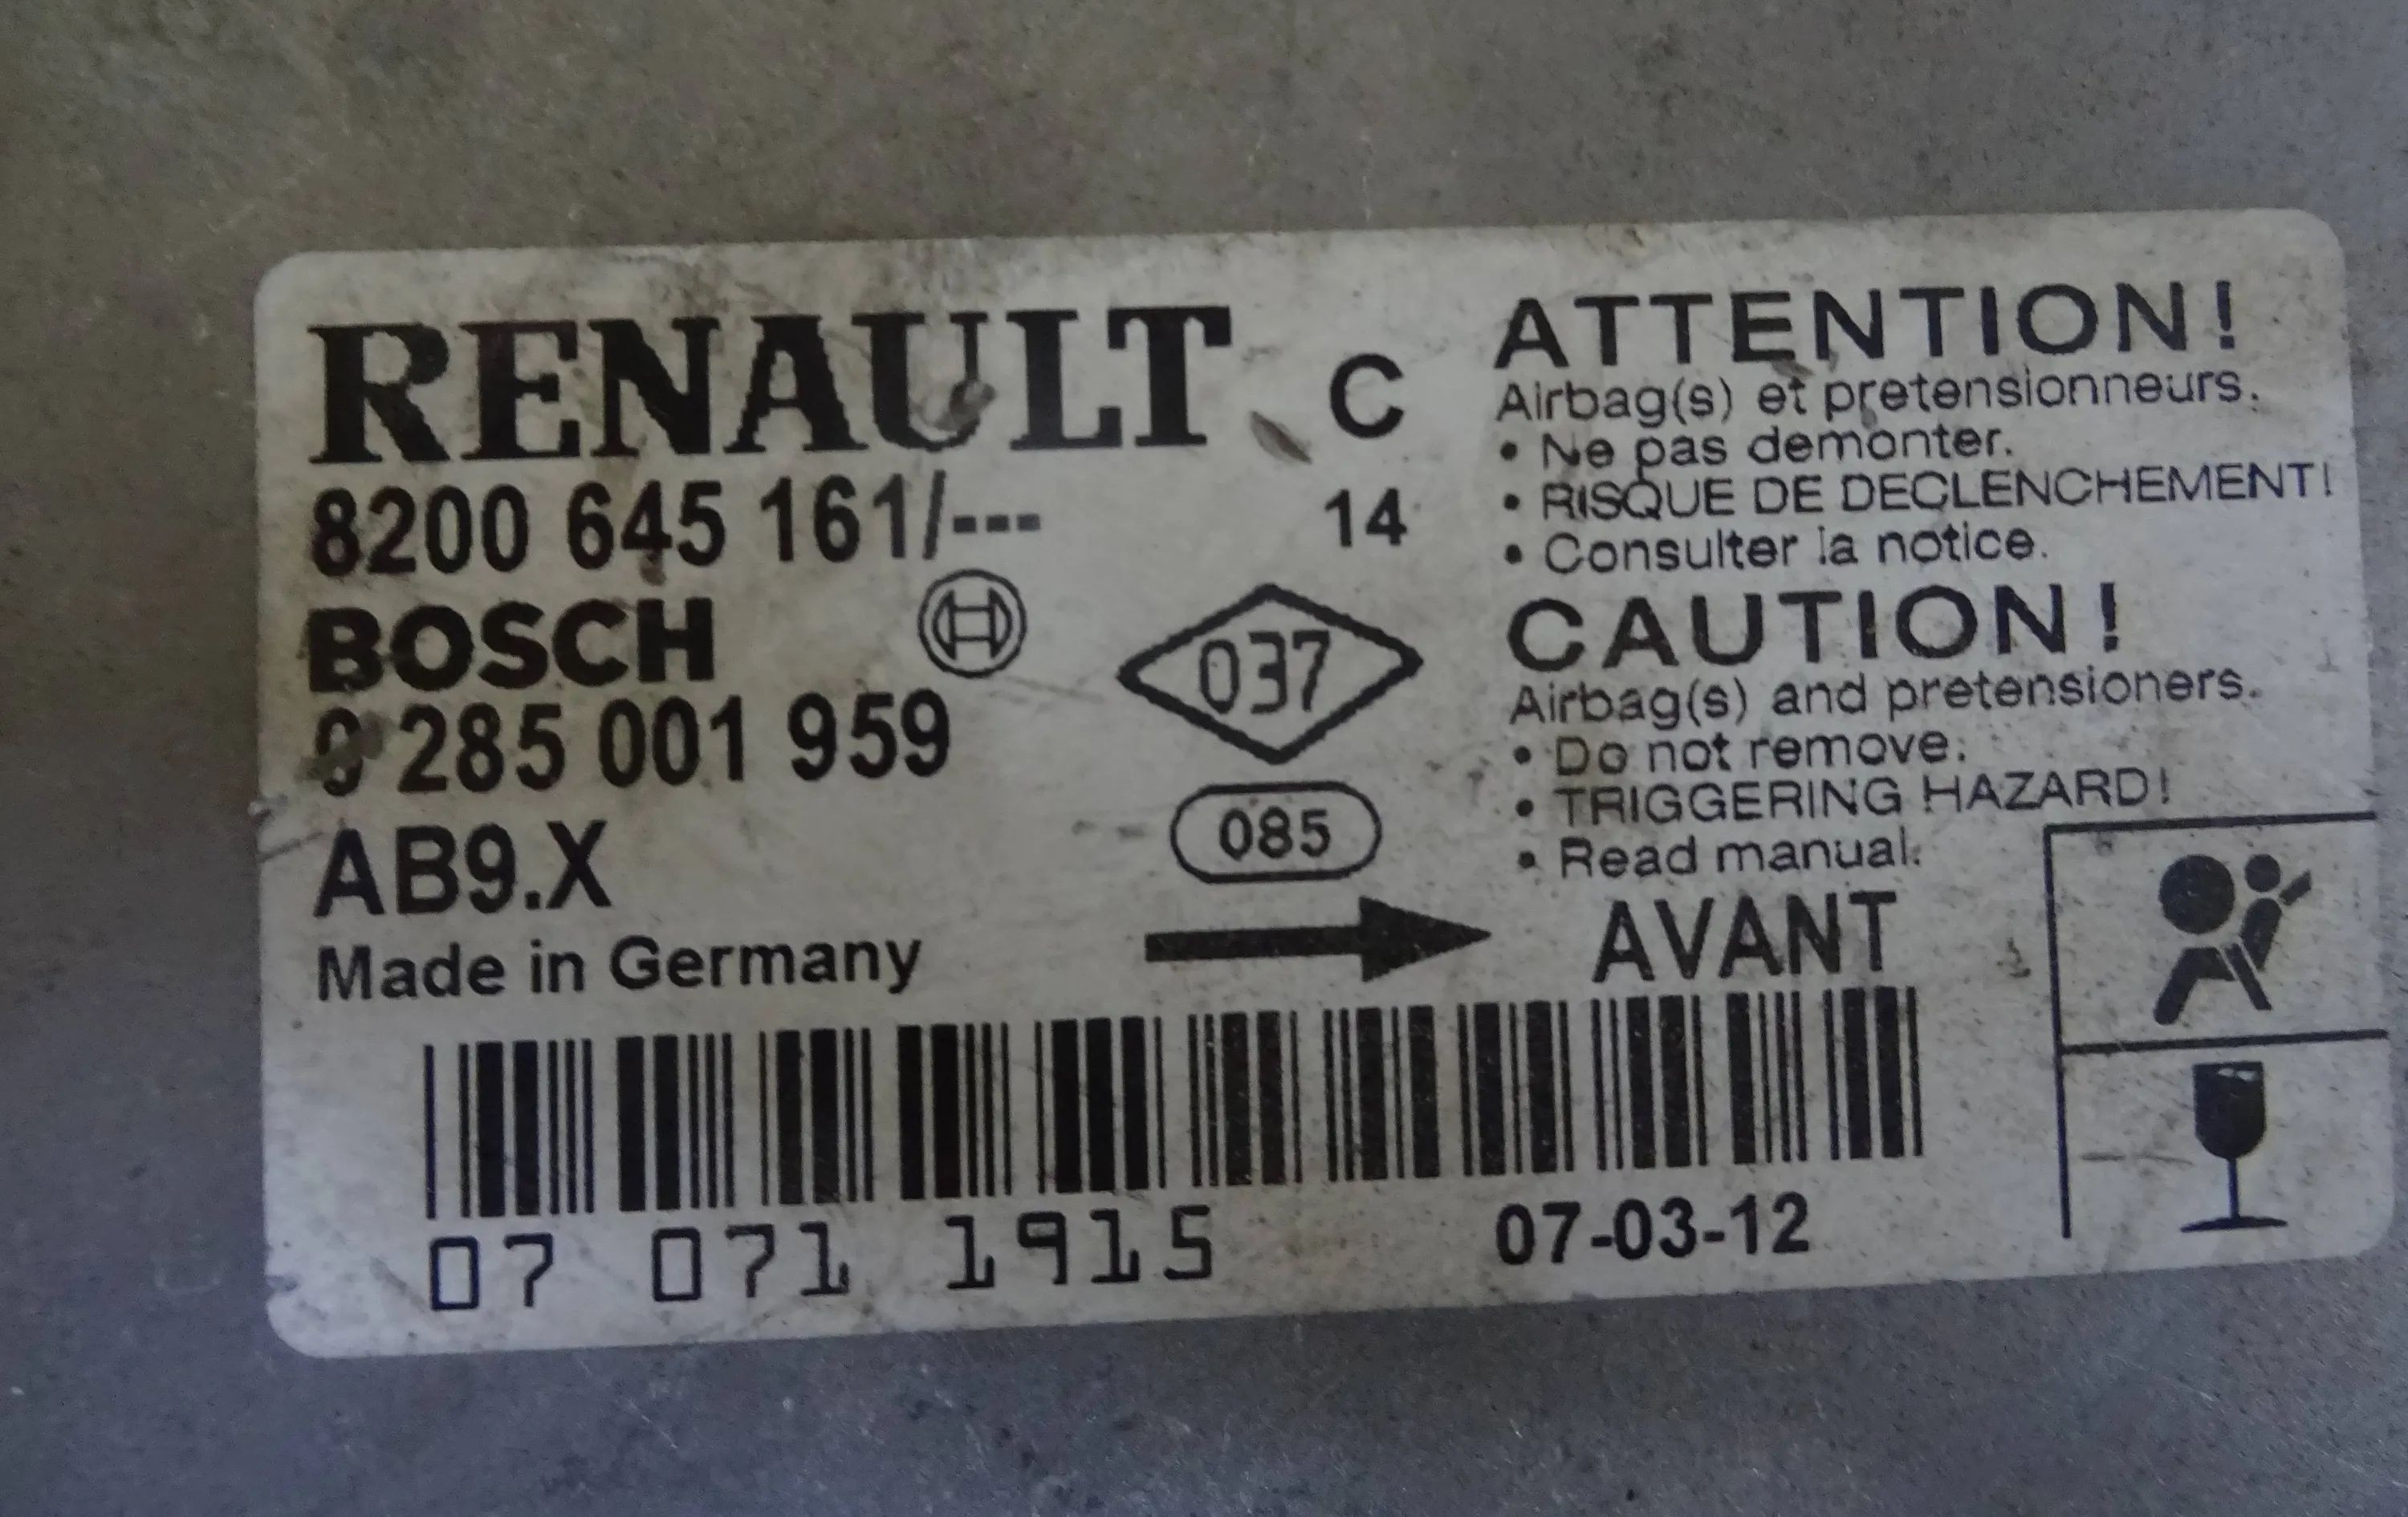 RENAULT
C
8200 645 161/---
14
BOSCH
037
0 285 001 959
085
AB9.X
Made in Germany
ATTENTION!
Airbag(s) et pretensionneurs.
• Ne pas demonter.
• RISQUE DE DECLENCHEMENT!
• Consulter la notice.
CAUTION!
Airbag(s) and pretensioners.
• Do not remove.
• TRIGGERING HAZARD!
• Read manual.
AVANT
07 071 1915
07-03-12